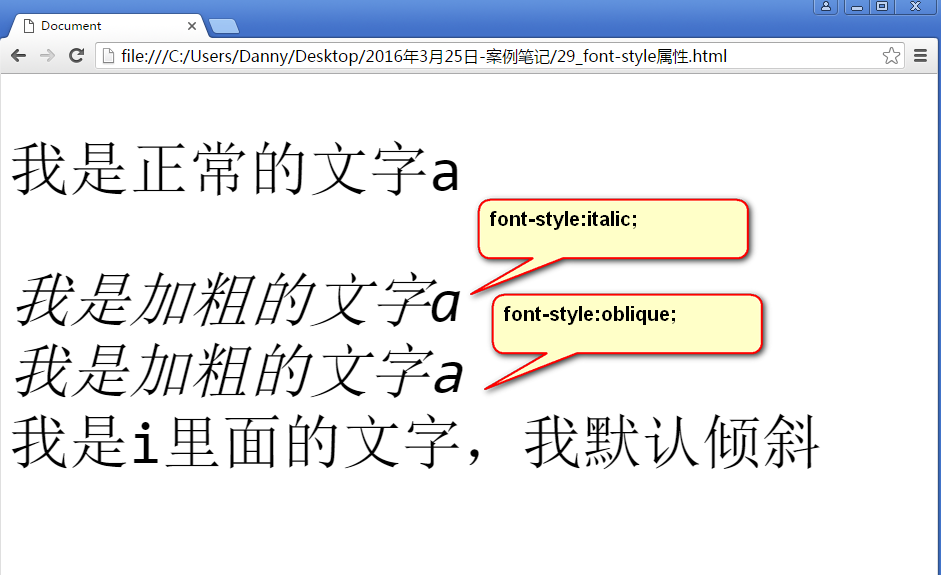 Document
file:///C:/Users/Danny/Desktop/2016年3月25日-案例笔记/29_font-style属性.html
我是正常的文字a
font-style:italic;
我是加粗的文字a
font-style:oblique;
我是加粗的文字a
我是i里面的文字，我默认倾斜